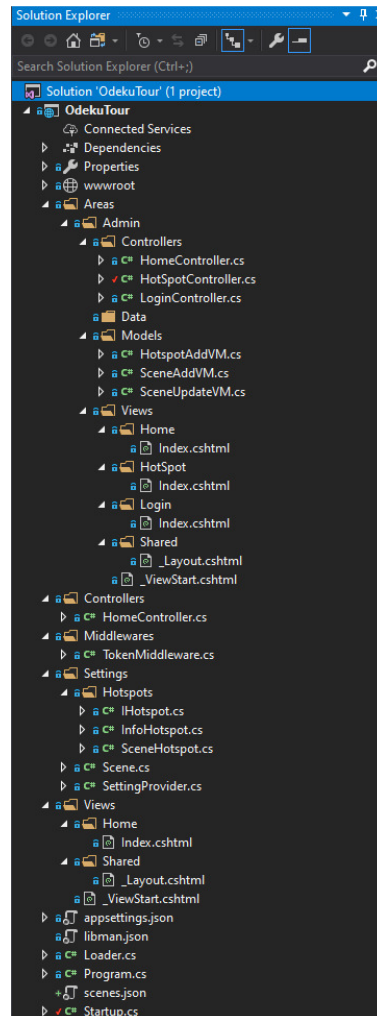 Solution Explorer
Search Solution Explorer (Ctrl+;)
Solution 'OdekuTour' (1 project)
OdekuTour
Connected Services
Dependencies
Properties
wwwroot
Areas
Admin
Controllers
C# HomeController.cs
C# HotSpotController.cs
C# LoginController.cs
Data
Models
C# HotspotAddVM.cs
C# SceneAddVM.cs
C# SceneUpdateVM.cs
Views
Home
Index.cshtml
HotSpot
Index.cshtml
Login
Index.cshtml
Shared
_Layout.cshtml
_ViewStart.cshtml
Controllers
C# HomeController.cs
Middlewares
C# TokenMiddleware.cs
Settings
Hotspots
C# IHotspot.cs
C# InfoHotspot.cs
C# SceneHotspot.cs
C# Scene.cs
C# SettingProvider.cs
Views
Home
Index.cshtml
Shared
_Layout.cshtml
_ViewStart.cshtml
appsettings.json
libman.json
C# Loader.cs
C# Program.cs
scenes.json
C# Startup.cs